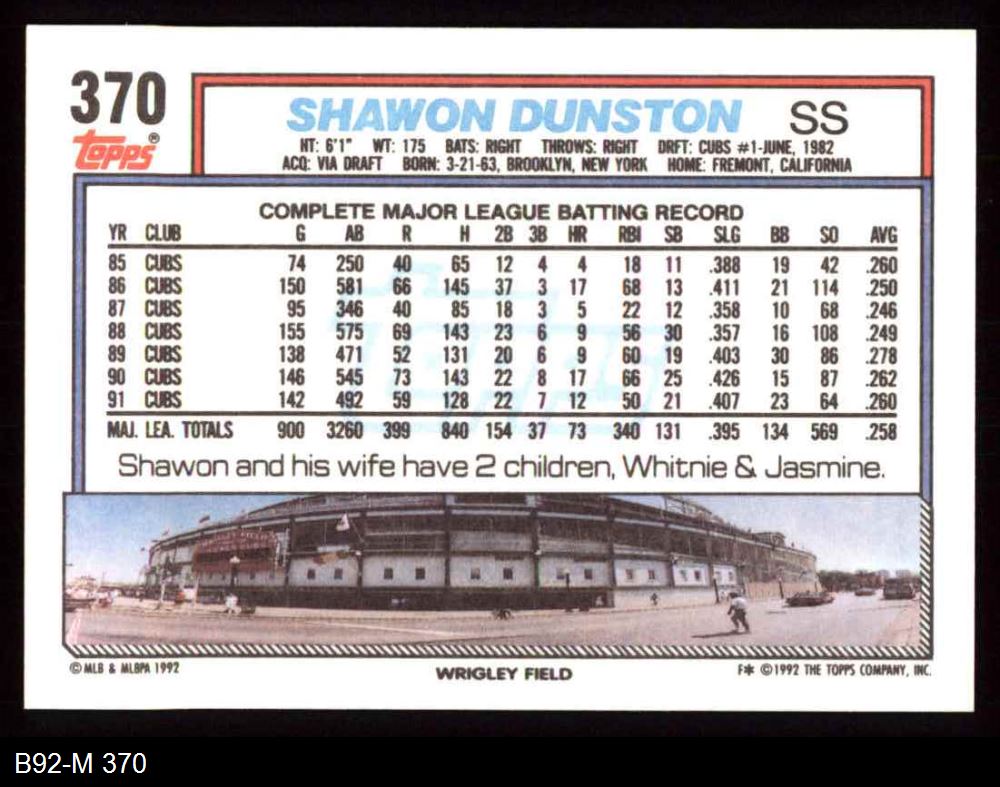 370
topps®
SHAWON DUNSTON SS
HT: 6'1" WT: 175 BATS: RIGHT THROWS: RIGHT DRFT: CUBS #1-JUNE, 1982
ACQ: VIA DRAFT BORN: 3-21-63, BROOKLYN, NEW YORK HOME: FREMONT, CALIFORNIA
COMPLETE MAJOR LEAGUE BATTING RECORD
YR CLUB G AB R H 2B 3B HR RBI SB SLG BB SO AVG
85 CUBS 74 250 40 65 12 4 4 18 11 .388 19 42 .260
86 CUBS 150 581 66 145 37 3 17 68 13 .411 21 114 .250
87 CUBS 95 346 40 85 18 3 5 22 12 .358 10 68 .246
88 CUBS 155 575 69 143 23 6 9 56 30 .357 16 108 .249
89 CUBS 138 471 52 131 20 6 9 60 19 .403 30 86 .278
90 CUBS 146 545 73 143 22 8 17 66 25 .426 15 87 .262
91 CUBS 142 492 59 128 22 7 12 50 21 .407 23 64 .260
MAJ. LEA. TOTALS 900 3260 399 840 154 37 73 340 131 .395 134 569 .258
Topps
Shawon and his wife have 2 children, Whitnie & Jasmine.
WRIGLEY FIELD
© MLB & MLBPA 1992
WRIGLEY FIELD
F* ©1992 THE TOPPS COMPANY, INC.
B92-M 370